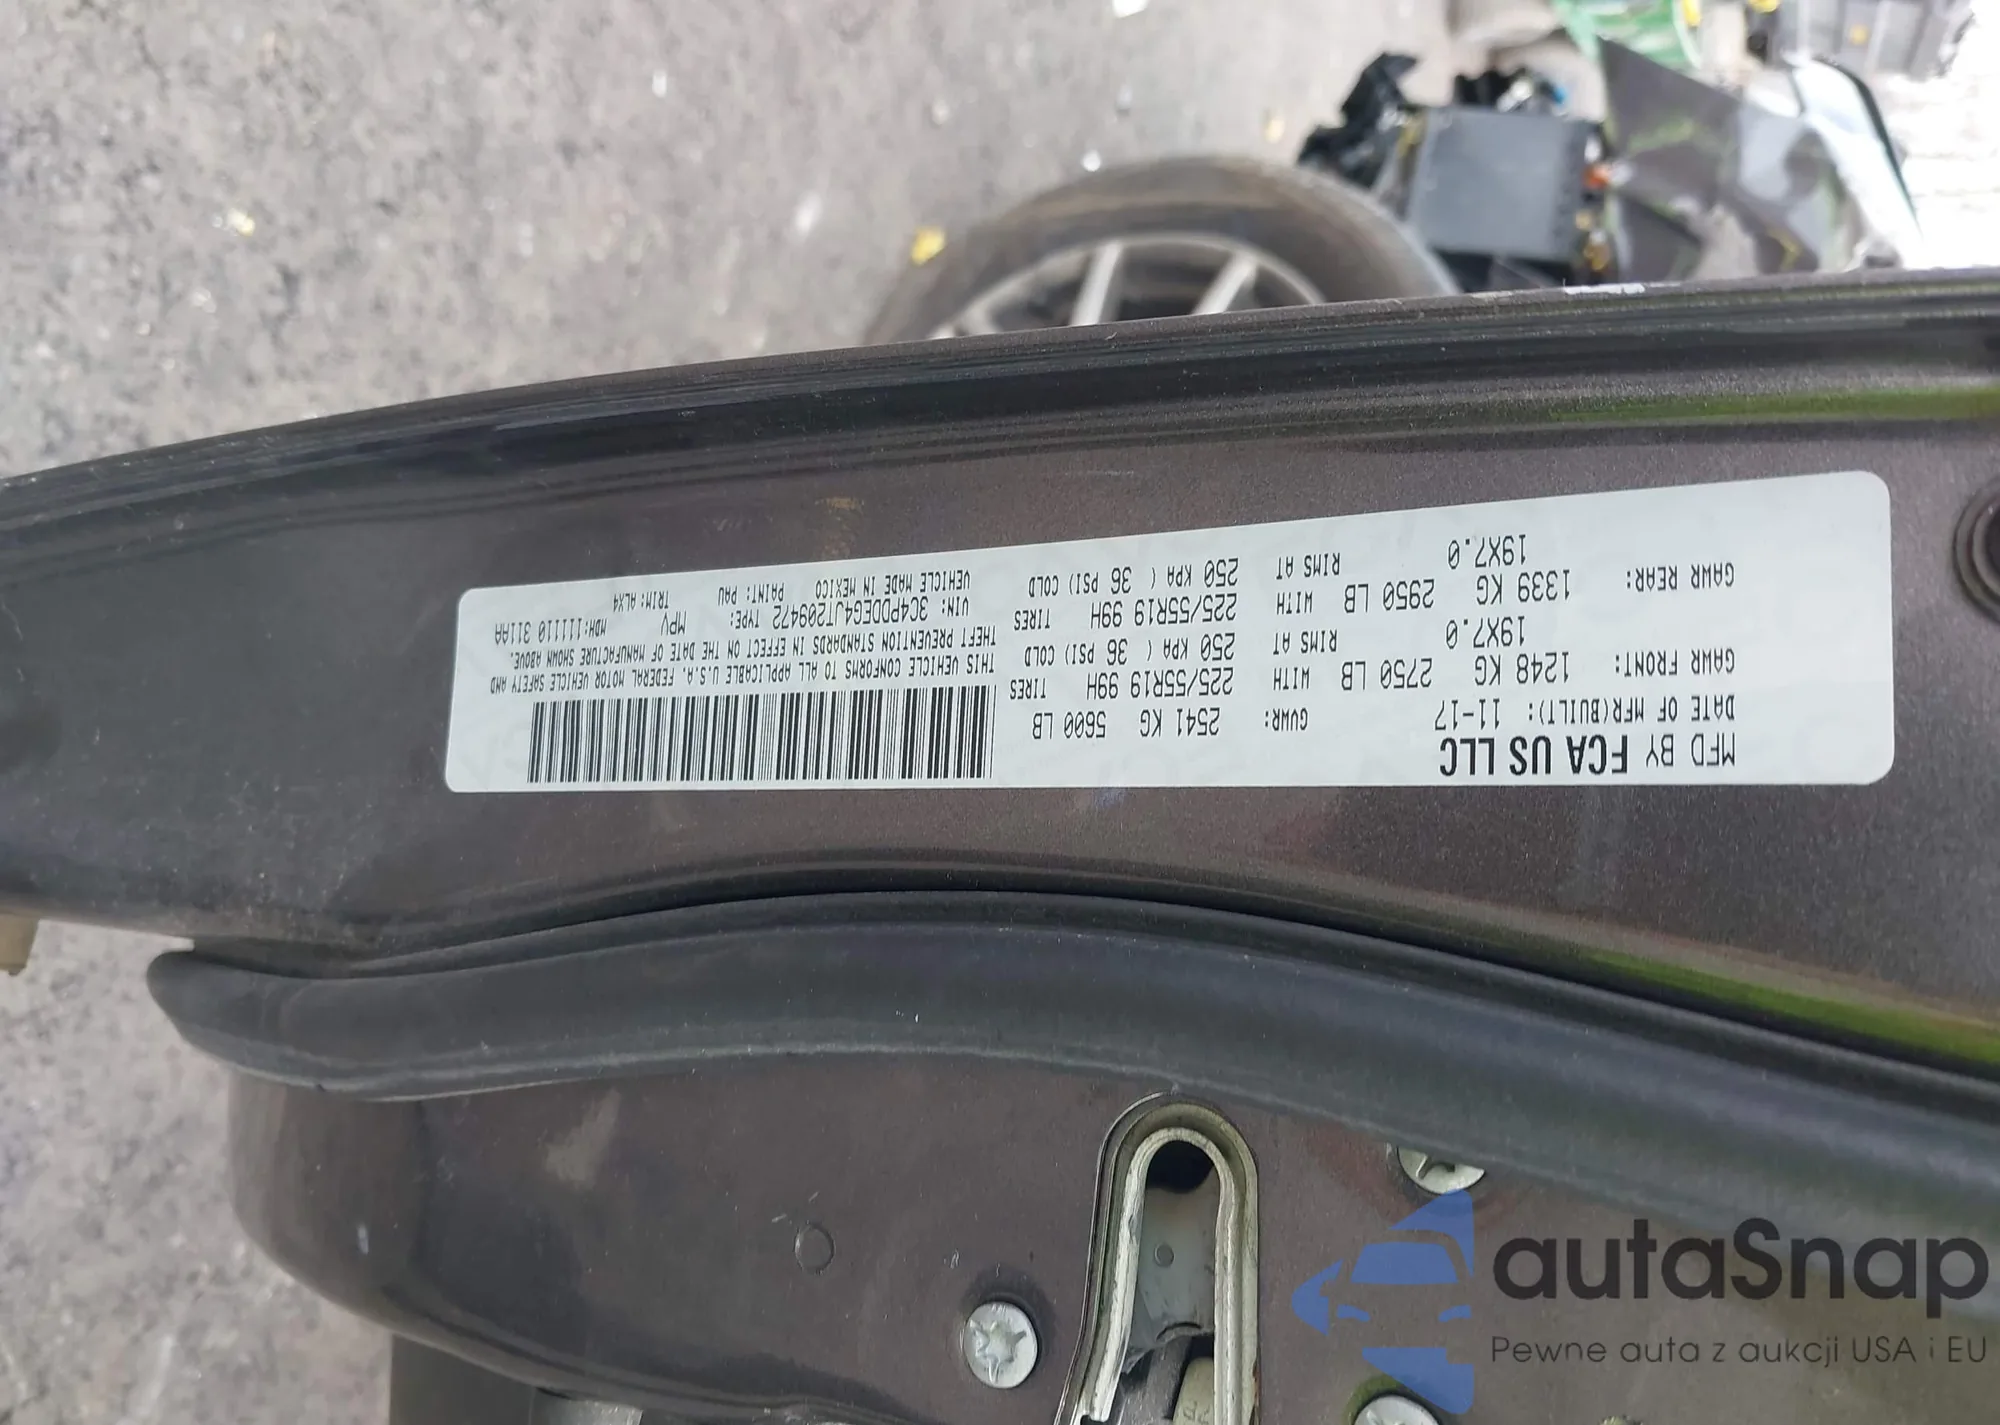 MFD BY FCA US LLC
DATE OF MFR(BUILT): 11-17 GVWR: 2541 KG 5600 LB
GAWR FRONT: 1248 KG 2750 LB WITH 225/55R19 99H TIRES
19X7.0 RIMS AT 250 KPA ( 36 PSI) COLD
GAWR REAR: 1339 KG 2950 LB WITH 225/55R19 99H TIRES
19X7.0 RIMS AT 250 KPA ( 36 PSI) COLD
THIS VEHICLE CONFORMS TO ALL APPLICABLE U.S.A. FEDERAL MOTOR VEHICLE SAFETY AND
THEFT PREVENTION STANDARDS IN EFFECT ON THE DATE OF MANUFACTURE SHOWN ABOVE.
VIN: 3C4PDDEG4JT209472 TYPE: MPV MDH:111110 311AA
VEHICLE MADE IN MEXICO PAINT: PAU TRIM: ALX4
autaSnap
Pewne auta z aukcji USA i EU